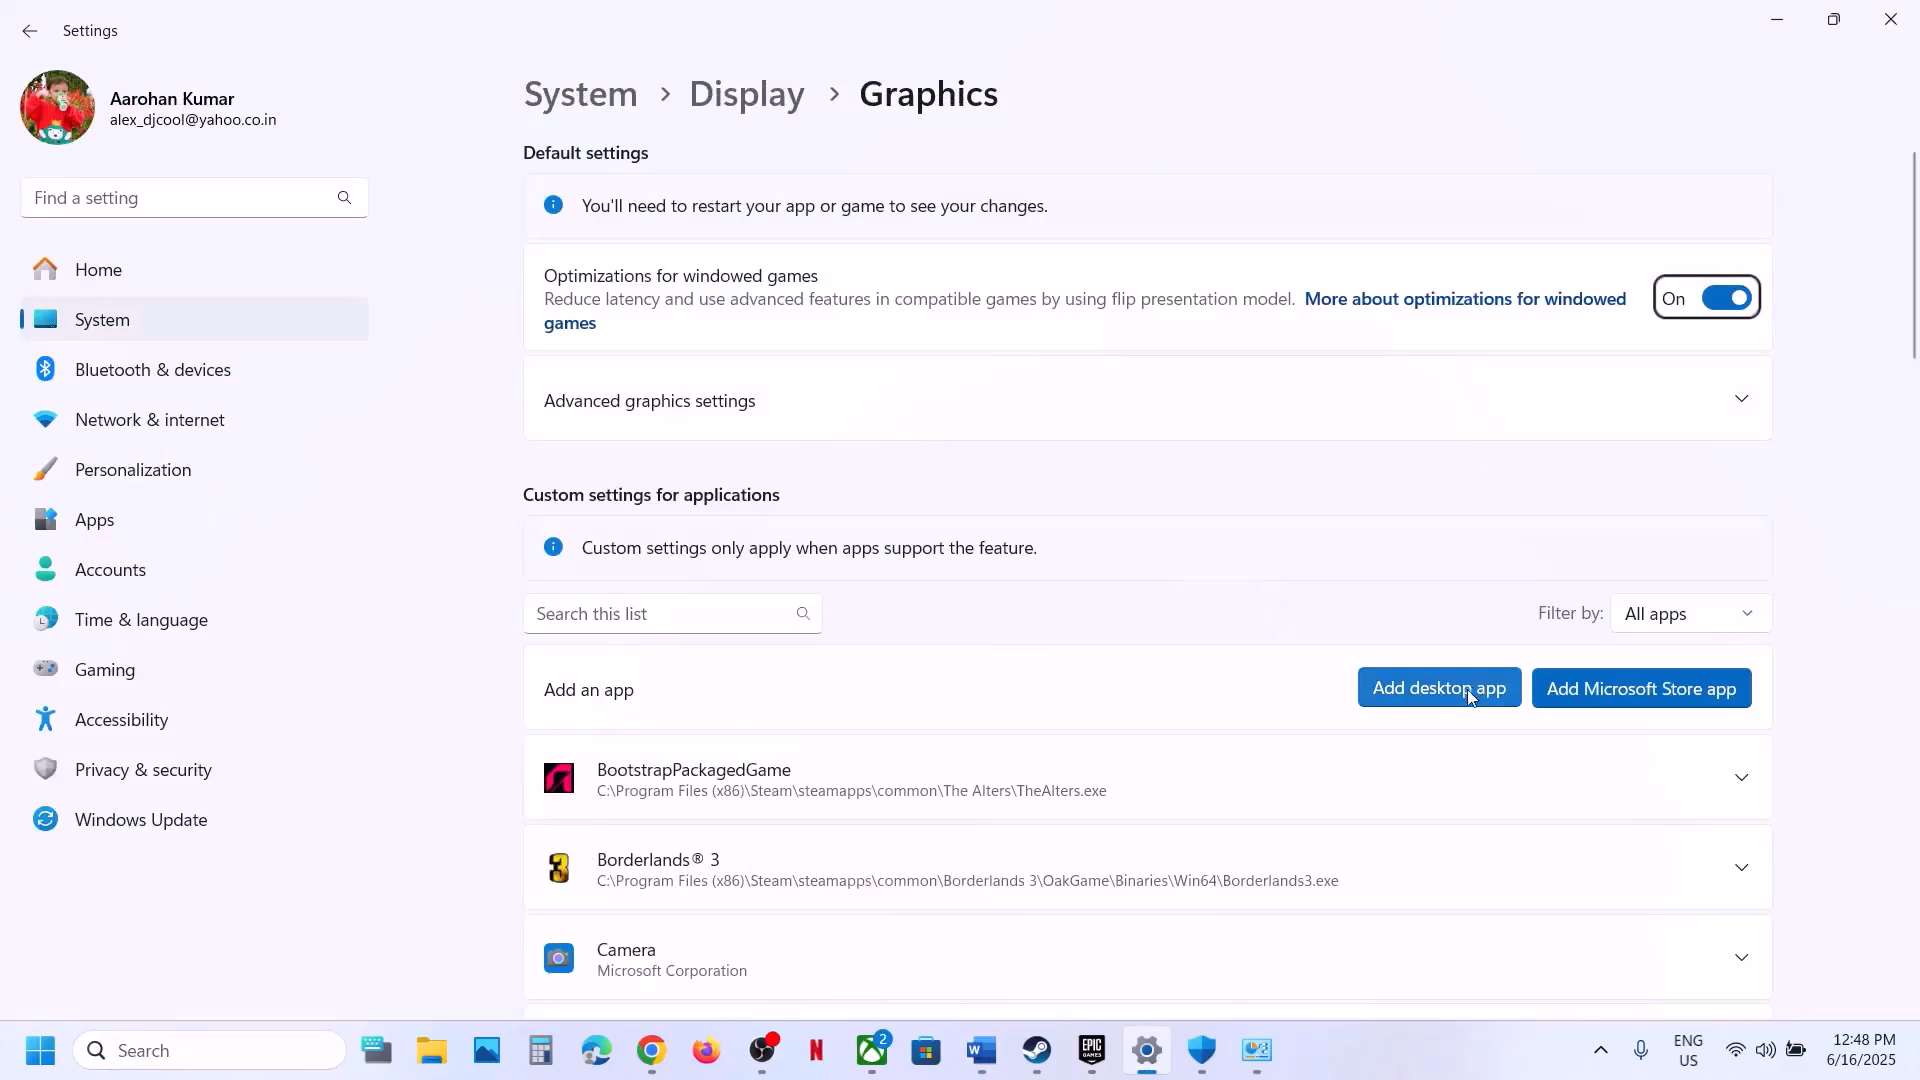 Settings
Aarohan Kumar
alex_djcool@yahoo.co.in
Find a setting
Home
System
Bluetooth & devices
Network & internet
Personalization
Apps
Accounts
Time & language
Gaming
Accessibility
Privacy & security
Windows Update
System > Display > Graphics
Default settings
You'll need to restart your app or game to see your changes.
Optimizations for windowed games
Reduce latency and use advanced features in compatible games by using flip presentation model. More about optimizations for windowed
games
On
Advanced graphics settings
Custom settings for applications
Custom settings only apply when apps support the feature.
Search this list
Filter by: All apps
Add an app
Add desktop app
Add Microsoft Store app
BootstrapPackagedGame
C:\Program Files (x86)\Steam\steamapps\common\The Alters\TheAlters.exe
Borderlands® 3
C:\Program Files (x86)\Steam\steamapps\common\Borderlands 3\OakGame\Binaries\Win64\Borderlands3.exe
Camera
Microsoft Corporation
Search
2
EPIC
GAMES
ENG
US
12:48 PM
6/16/2025